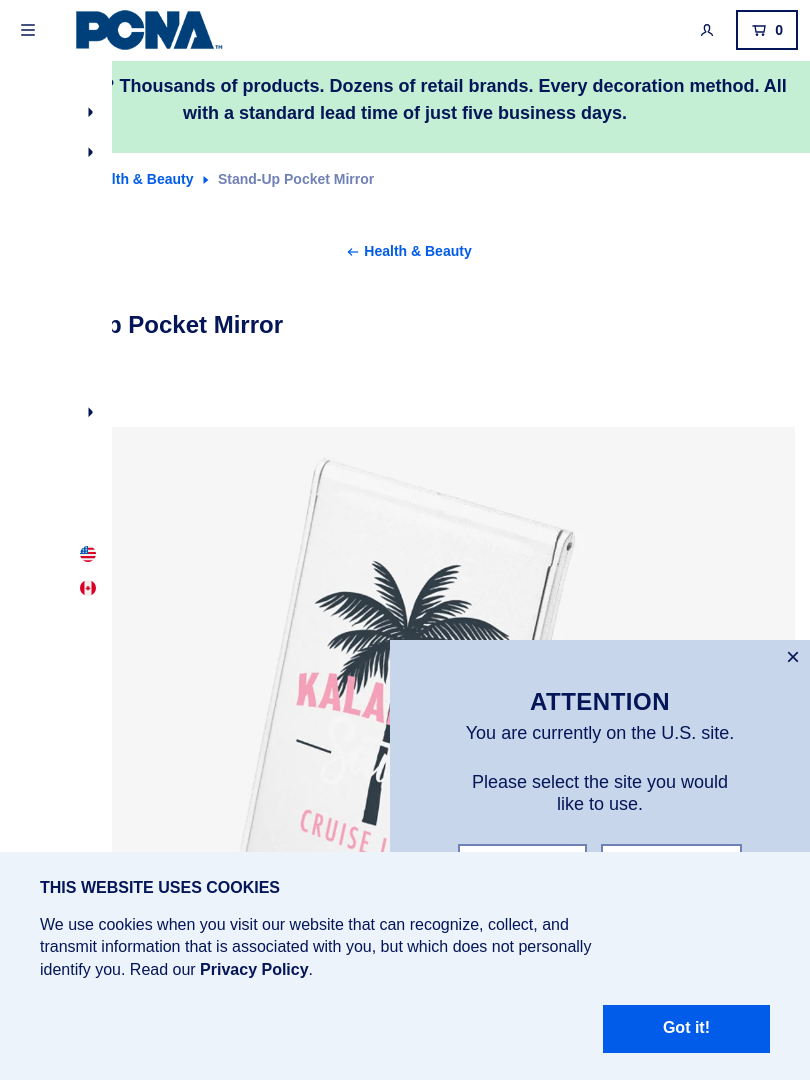 PCNA™
0
? Thousands of products. Dozens of retail brands. Every decoration method. All
with a standard lead time of just five business days.
lth & Beauty Stand-Up Pocket Mirror
Health & Beauty
p Pocket Mirror
KALA
CRUISE
ATTENTION
You are currently on the U.S. site.
Please select the site you would
like to use.
THIS WEBSITE USES COOKIES
We use cookies when you visit our website that can recognize, collect, and
transmit information that is associated with you, but which does not personally
identify you. Read our Privacy Policy.
Got it!